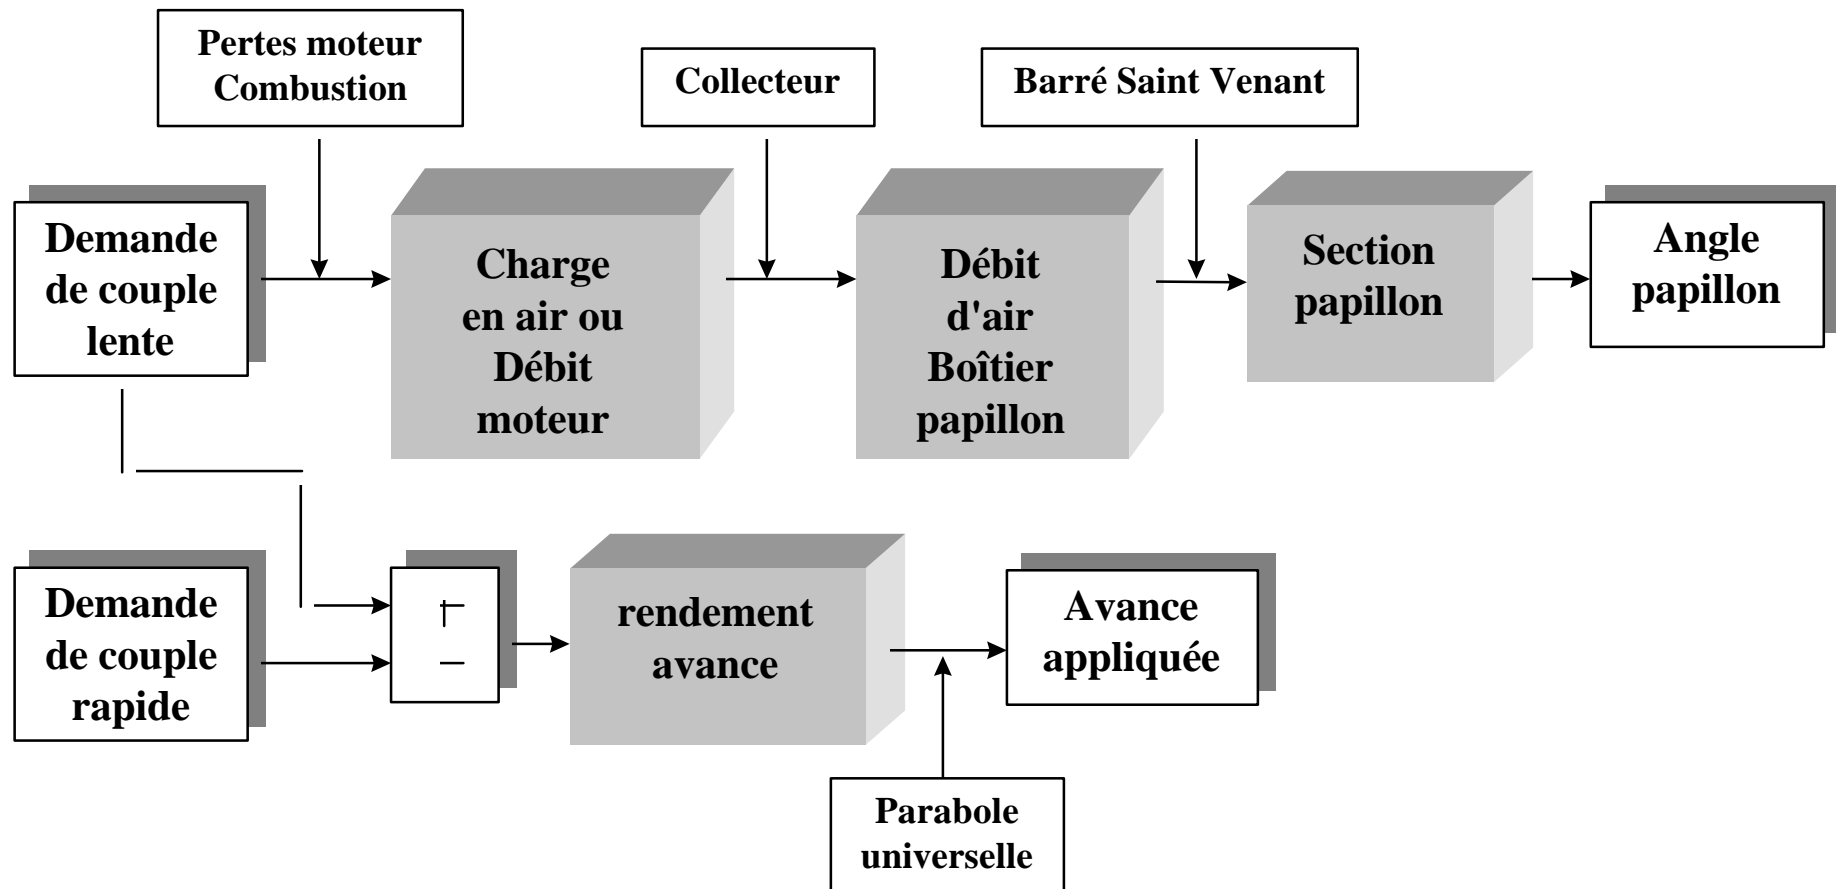 Pertes moteur
Combustion
Collecteur
Barré Saint Venant
Demande
de couple
lente
Charge
en air ou
Débit
moteur
Débit
d'air
Boîtier
papillon
Section
papillon
Angle
papillon
Demande
de couple
rapide
+
−
rendement
avance
Avance
appliquée
Parabole
universelle